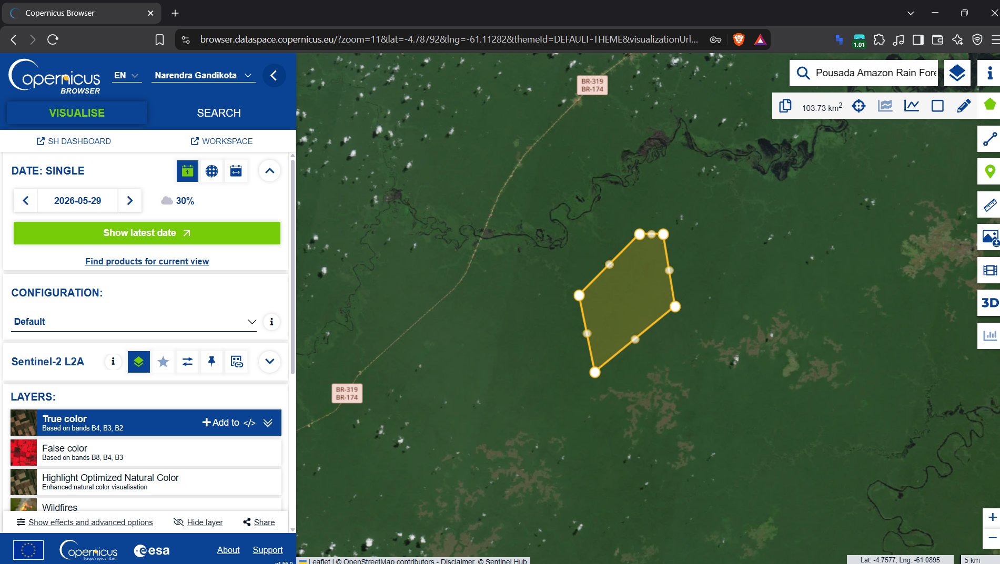 Copernicus Browser
browser.dataspace.copernicus.eu/?zoom=11&lat=-4.78792&lng=-61.11282&themeId=DEFAULT-THEME&visualizationUrl...
1.01
opernicus
BROWSER
EN
Narendra Gandikota
VISUALISE
SEARCH
SH DASHBOARD
WORKSPACE
DATE: SINGLE
1
2026-05-29
30%
Show latest date
Find products for current view
CONFIGURATION:
Default
Sentinel-2 L2A
LAYERS:
True color
Based on bands B4, B3, B2
Add to </>
False color
Based on bands B8, B4, B3
Highlight Optimized Natural Color
Enhanced natural color visualisation
Wildfires
Show effects and advanced options
Hide layer
Share
opernicus
Europe's eyes on Earth
esa
About
Support
v1.55.0
BR-319
BR-174
BR-319
BR-174
Pousada Amazon Rain Fore
103.73 km2
3D
Leaflet | © OpenStreetMap contributors - Disclaimer, © Sentinel Hub
Lat: -4.7577, Lng: -61.0895
5 km